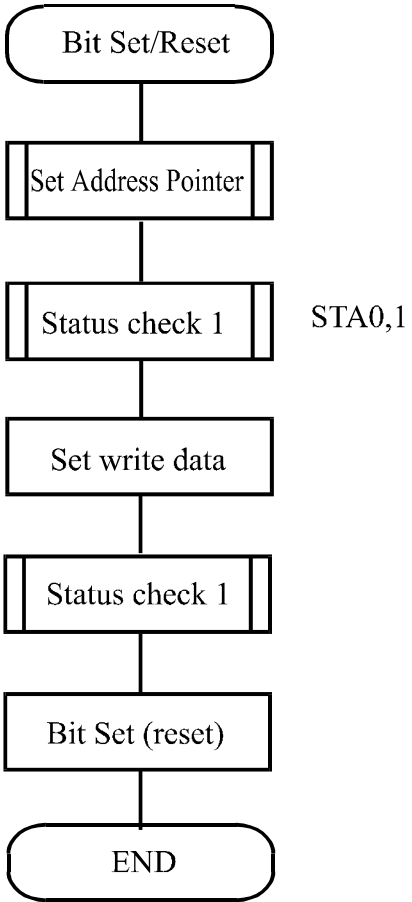 Bit Set/Reset
Set Address Pointer
Status check 1
STA0,1
Set write data
Status check 1
Bit Set (reset)
END